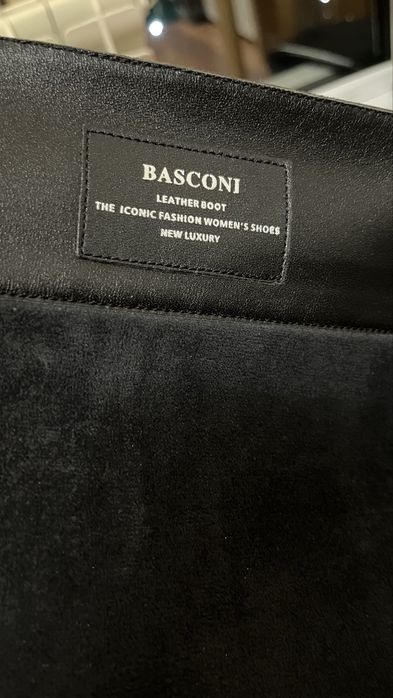 BASCONI
LEATHER BOOT
THE ICONIC FASHION WOMEN'S SHOES
NEW LUXURY